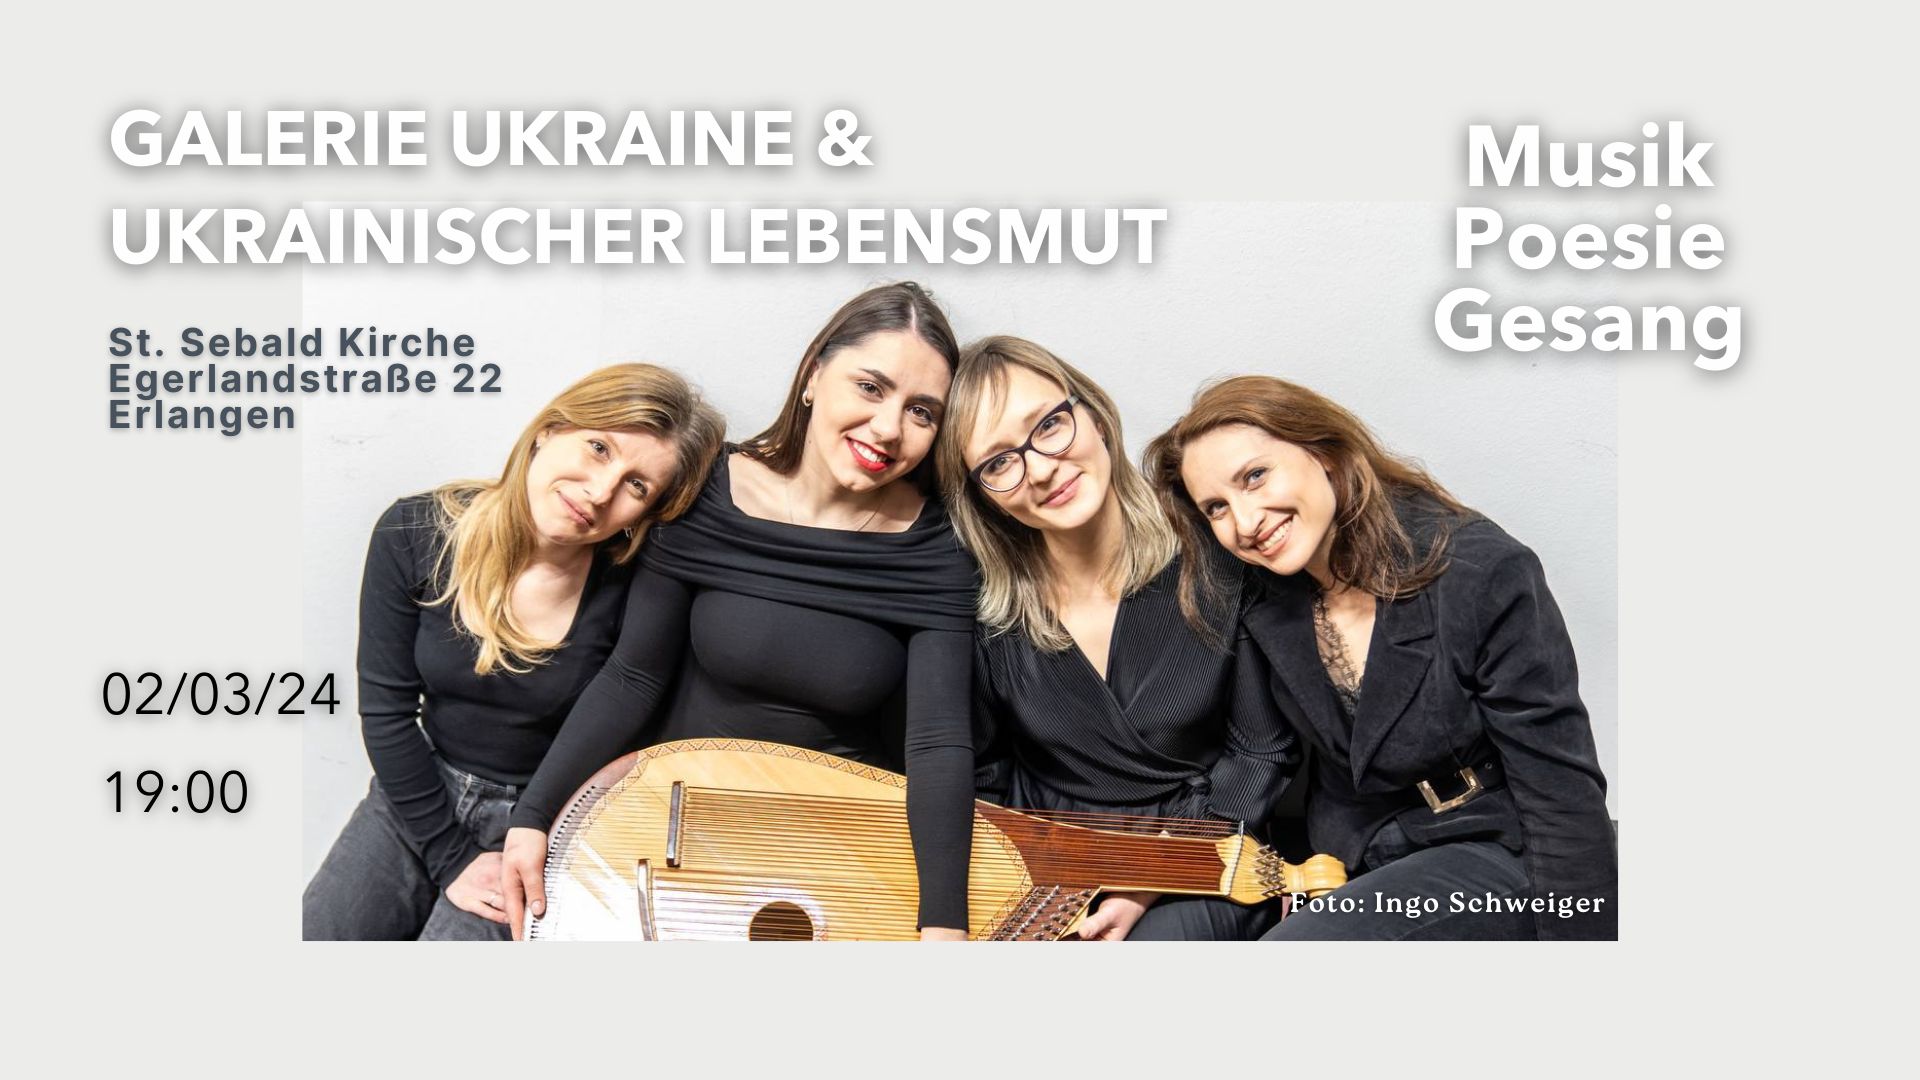 GALERIE UKRAINE &
UKRAINISCHER LEBENSMUT
Musik
Poesie
Gesang
St. Sebald Kirche
Egerlandstraße 22
Erlangen
02/03/24
19:00
Foto: Ingo Schweiger